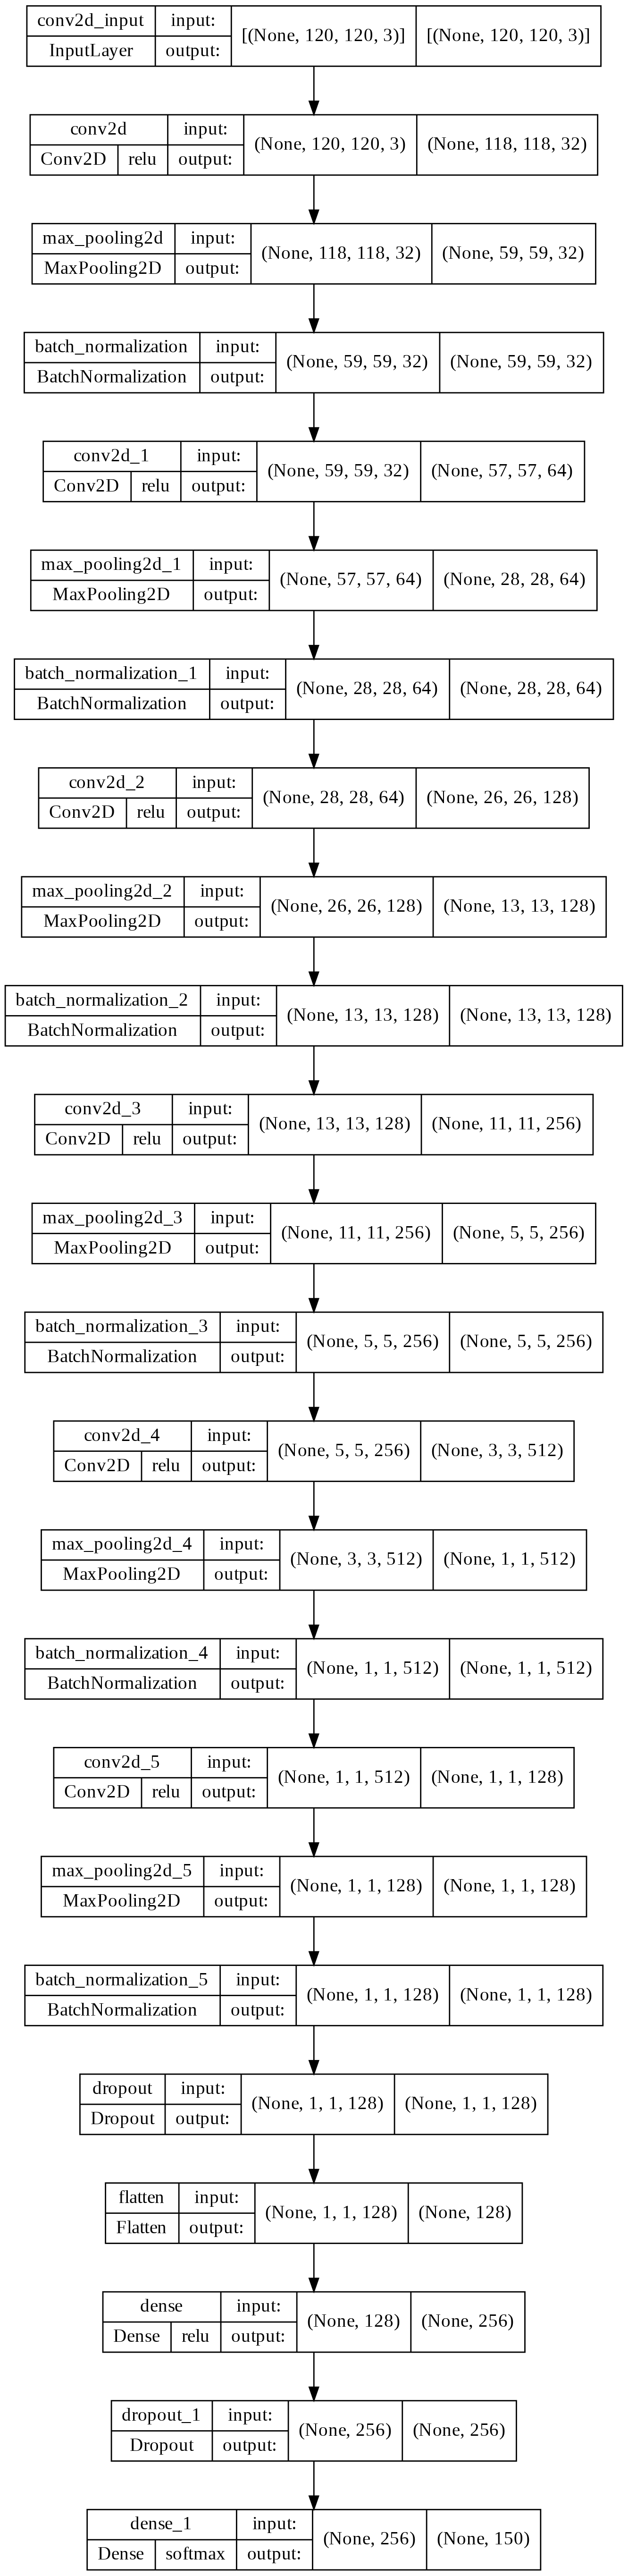 conv2d_input input: [(None, 120, 120, 3)] [(None, 120, 120, 3)]
InputLayer output:
conv2d input: (None, 120, 120, 3) (None, 118, 118, 32)
Conv2D relu output:
max_pooling2d input: (None, 118, 118, 32) (None, 59, 59, 32)
MaxPooling2D output:
batch_normalization input: (None, 59, 59, 32) (None, 59, 59, 32)
BatchNormalization output:
conv2d_1 input: (None, 59, 59, 32) (None, 57, 57, 64)
Conv2D relu output:
max_pooling2d_1 input: (None, 57, 57, 64) (None, 28, 28, 64)
MaxPooling2D output:
batch_normalization_1 input: (None, 28, 28, 64) (None, 28, 28, 64)
BatchNormalization output:
conv2d_2 input: (None, 28, 28, 64) (None, 26, 26, 128)
Conv2D relu output:
max_pooling2d_2 input: (None, 26, 26, 128) (None, 13, 13, 128)
MaxPooling2D output:
batch_normalization_2 input: (None, 13, 13, 128) (None, 13, 13, 128)
BatchNormalization output:
conv2d_3 input: (None, 13, 13, 128) (None, 11, 11, 256)
Conv2D relu output:
max_pooling2d_3 input: (None, 11, 11, 256) (None, 5, 5, 256)
MaxPooling2D output:
batch_normalization_3 input: (None, 5, 5, 256) (None, 5, 5, 256)
BatchNormalization output:
conv2d_4 input: (None, 5, 5, 256) (None, 3, 3, 512)
Conv2D relu output:
max_pooling2d_4 input: (None, 3, 3, 512) (None, 1, 1, 512)
MaxPooling2D output:
batch_normalization_4 input: (None, 1, 1, 512) (None, 1, 1, 512)
BatchNormalization output:
conv2d_5 input: (None, 1, 1, 512) (None, 1, 1, 128)
Conv2D relu output:
max_pooling2d_5 input: (None, 1, 1, 128) (None, 1, 1, 128)
MaxPooling2D output:
batch_normalization_5 input: (None, 1, 1, 128) (None, 1, 1, 128)
BatchNormalization output:
dropout input: (None, 1, 1, 128) (None, 1, 1, 128)
Dropout output:
flatten input: (None, 1, 1, 128) (None, 128)
Flatten output:
dense input: (None, 128) (None, 256)
Dense relu output:
dropout_1 input: (None, 256) (None, 256)
Dropout output:
dense_1 input: (None, 256) (None, 150)
Dense softmax output: